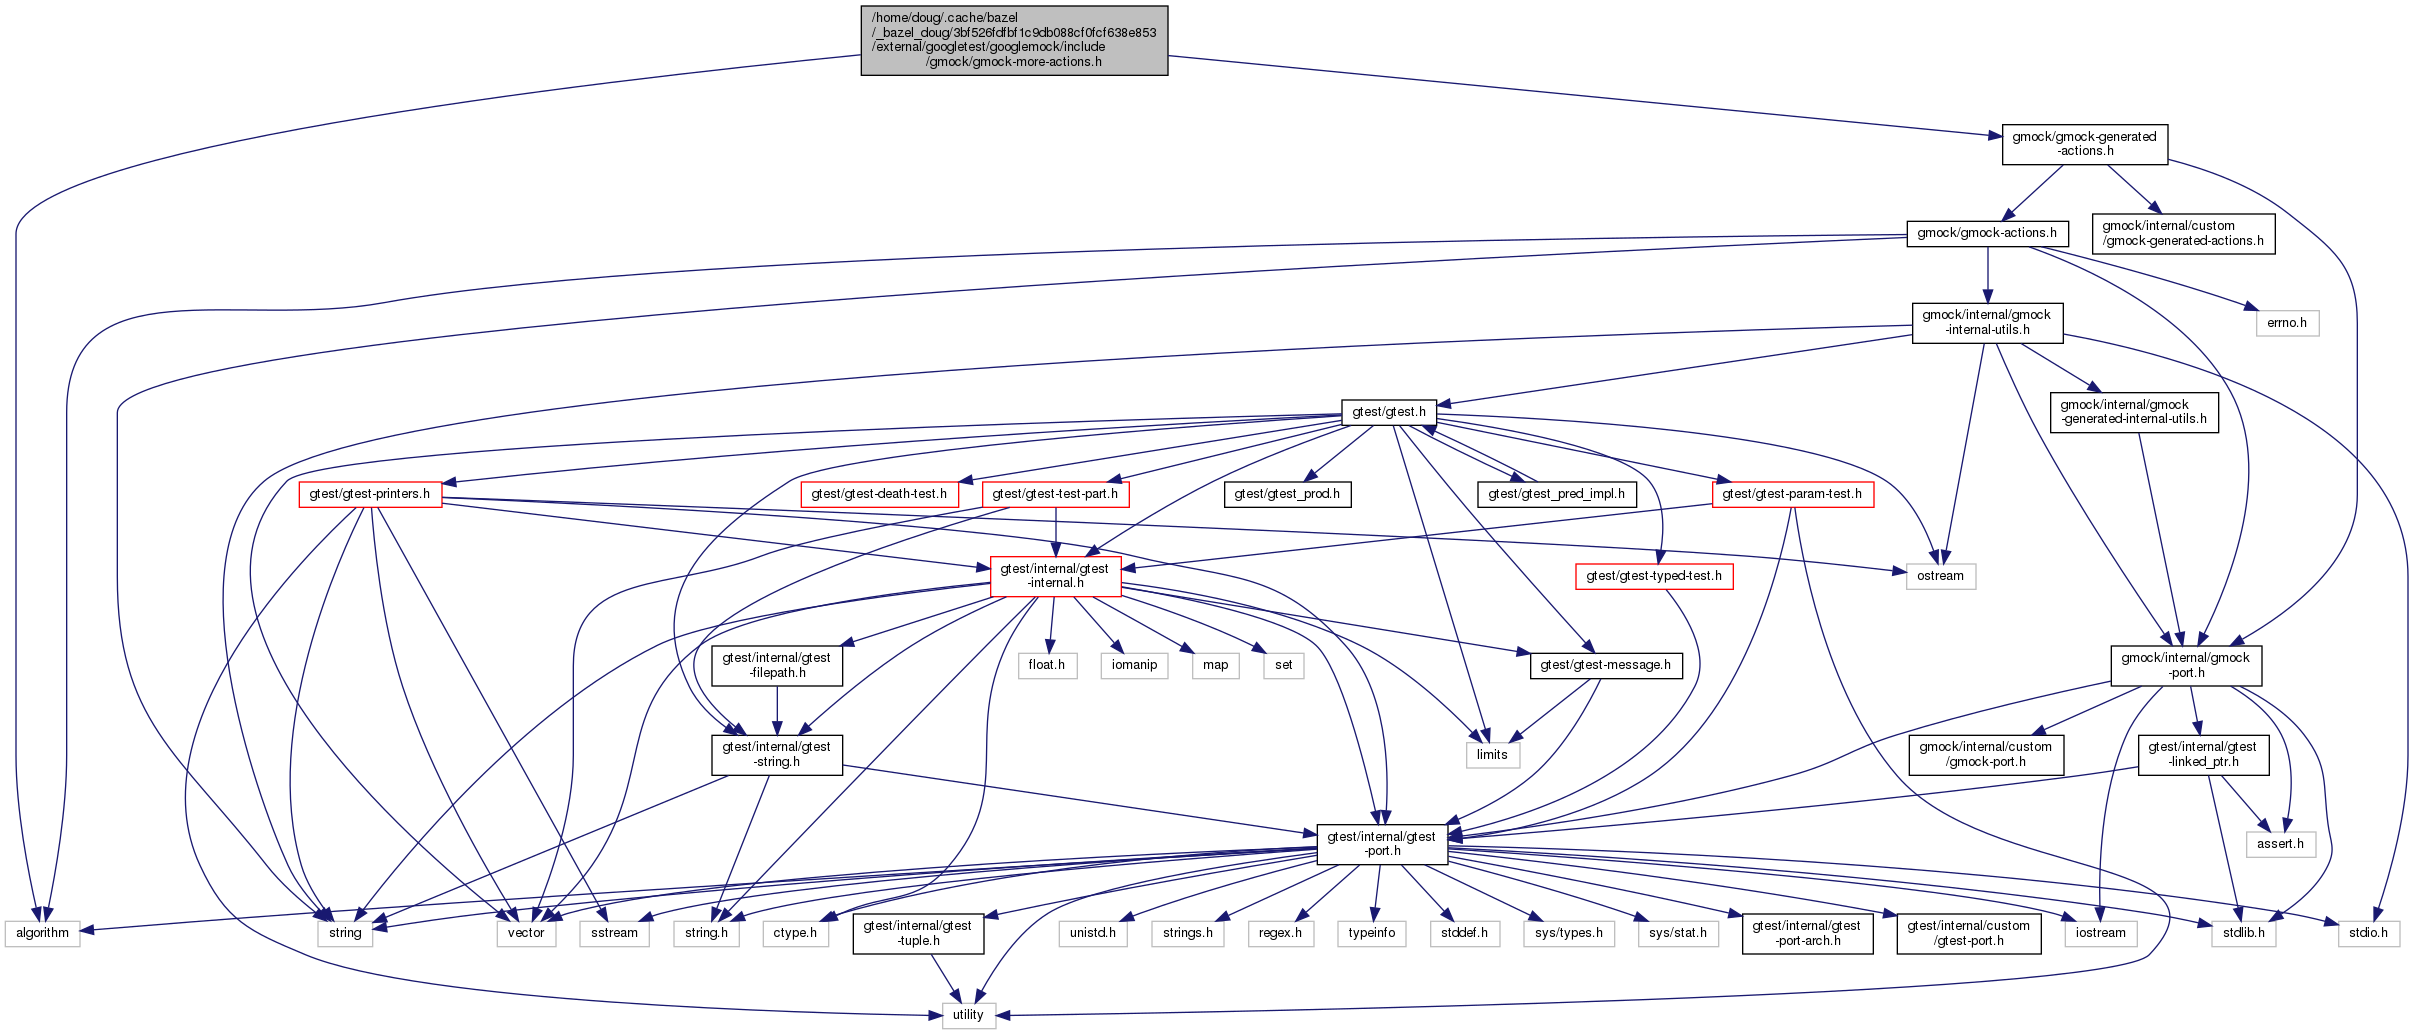 /home/doug/.cache/bazel
/_bazel_doug/3bf526fdfbf1c9db088cf0fcf638e853
/external/googletest/googlemock/include
/gmock/gmock-more-actions.h
gmock/gmock-generated
-actions.h
gmock/gmock-actions.h
gmock/internal/custom
/gmock-generated-actions.h
gmock/internal/gmock
-internal-utils.h
errno.h
gtest/gtest.h
gmock/internal/gmock
-generated-internal-utils.h
gtest/gtest-printers.h
gtest/gtest-death-test.h
gtest/gtest-test-part.h
gtest/gtest_prod.h
gtest/gtest_pred_impl.h
gtest/gtest-param-test.h
gtest/internal/gtest
-internal.h
gtest/gtest-typed-test.h
ostream
gtest/internal/gtest
-filepath.h
float.h
iomanip
map
set
gtest/gtest-message.h
gmock/internal/gmock
-port.h
gtest/internal/gtest
-string.h
limits
gmock/internal/custom
/gmock-port.h
gtest/internal/gtest
-linked_ptr.h
gtest/internal/gtest
-port.h
assert.h
algorithm
string
vector
sstream
string.h
ctype.h
gtest/internal/gtest
-tuple.h
unistd.h
strings.h
regex.h
typeinfo
stddef.h
sys/types.h
sys/stat.h
gtest/internal/gtest
-port-arch.h
gtest/internal/custom
/gtest-port.h
iostream
stdlib.h
stdio.h
utility